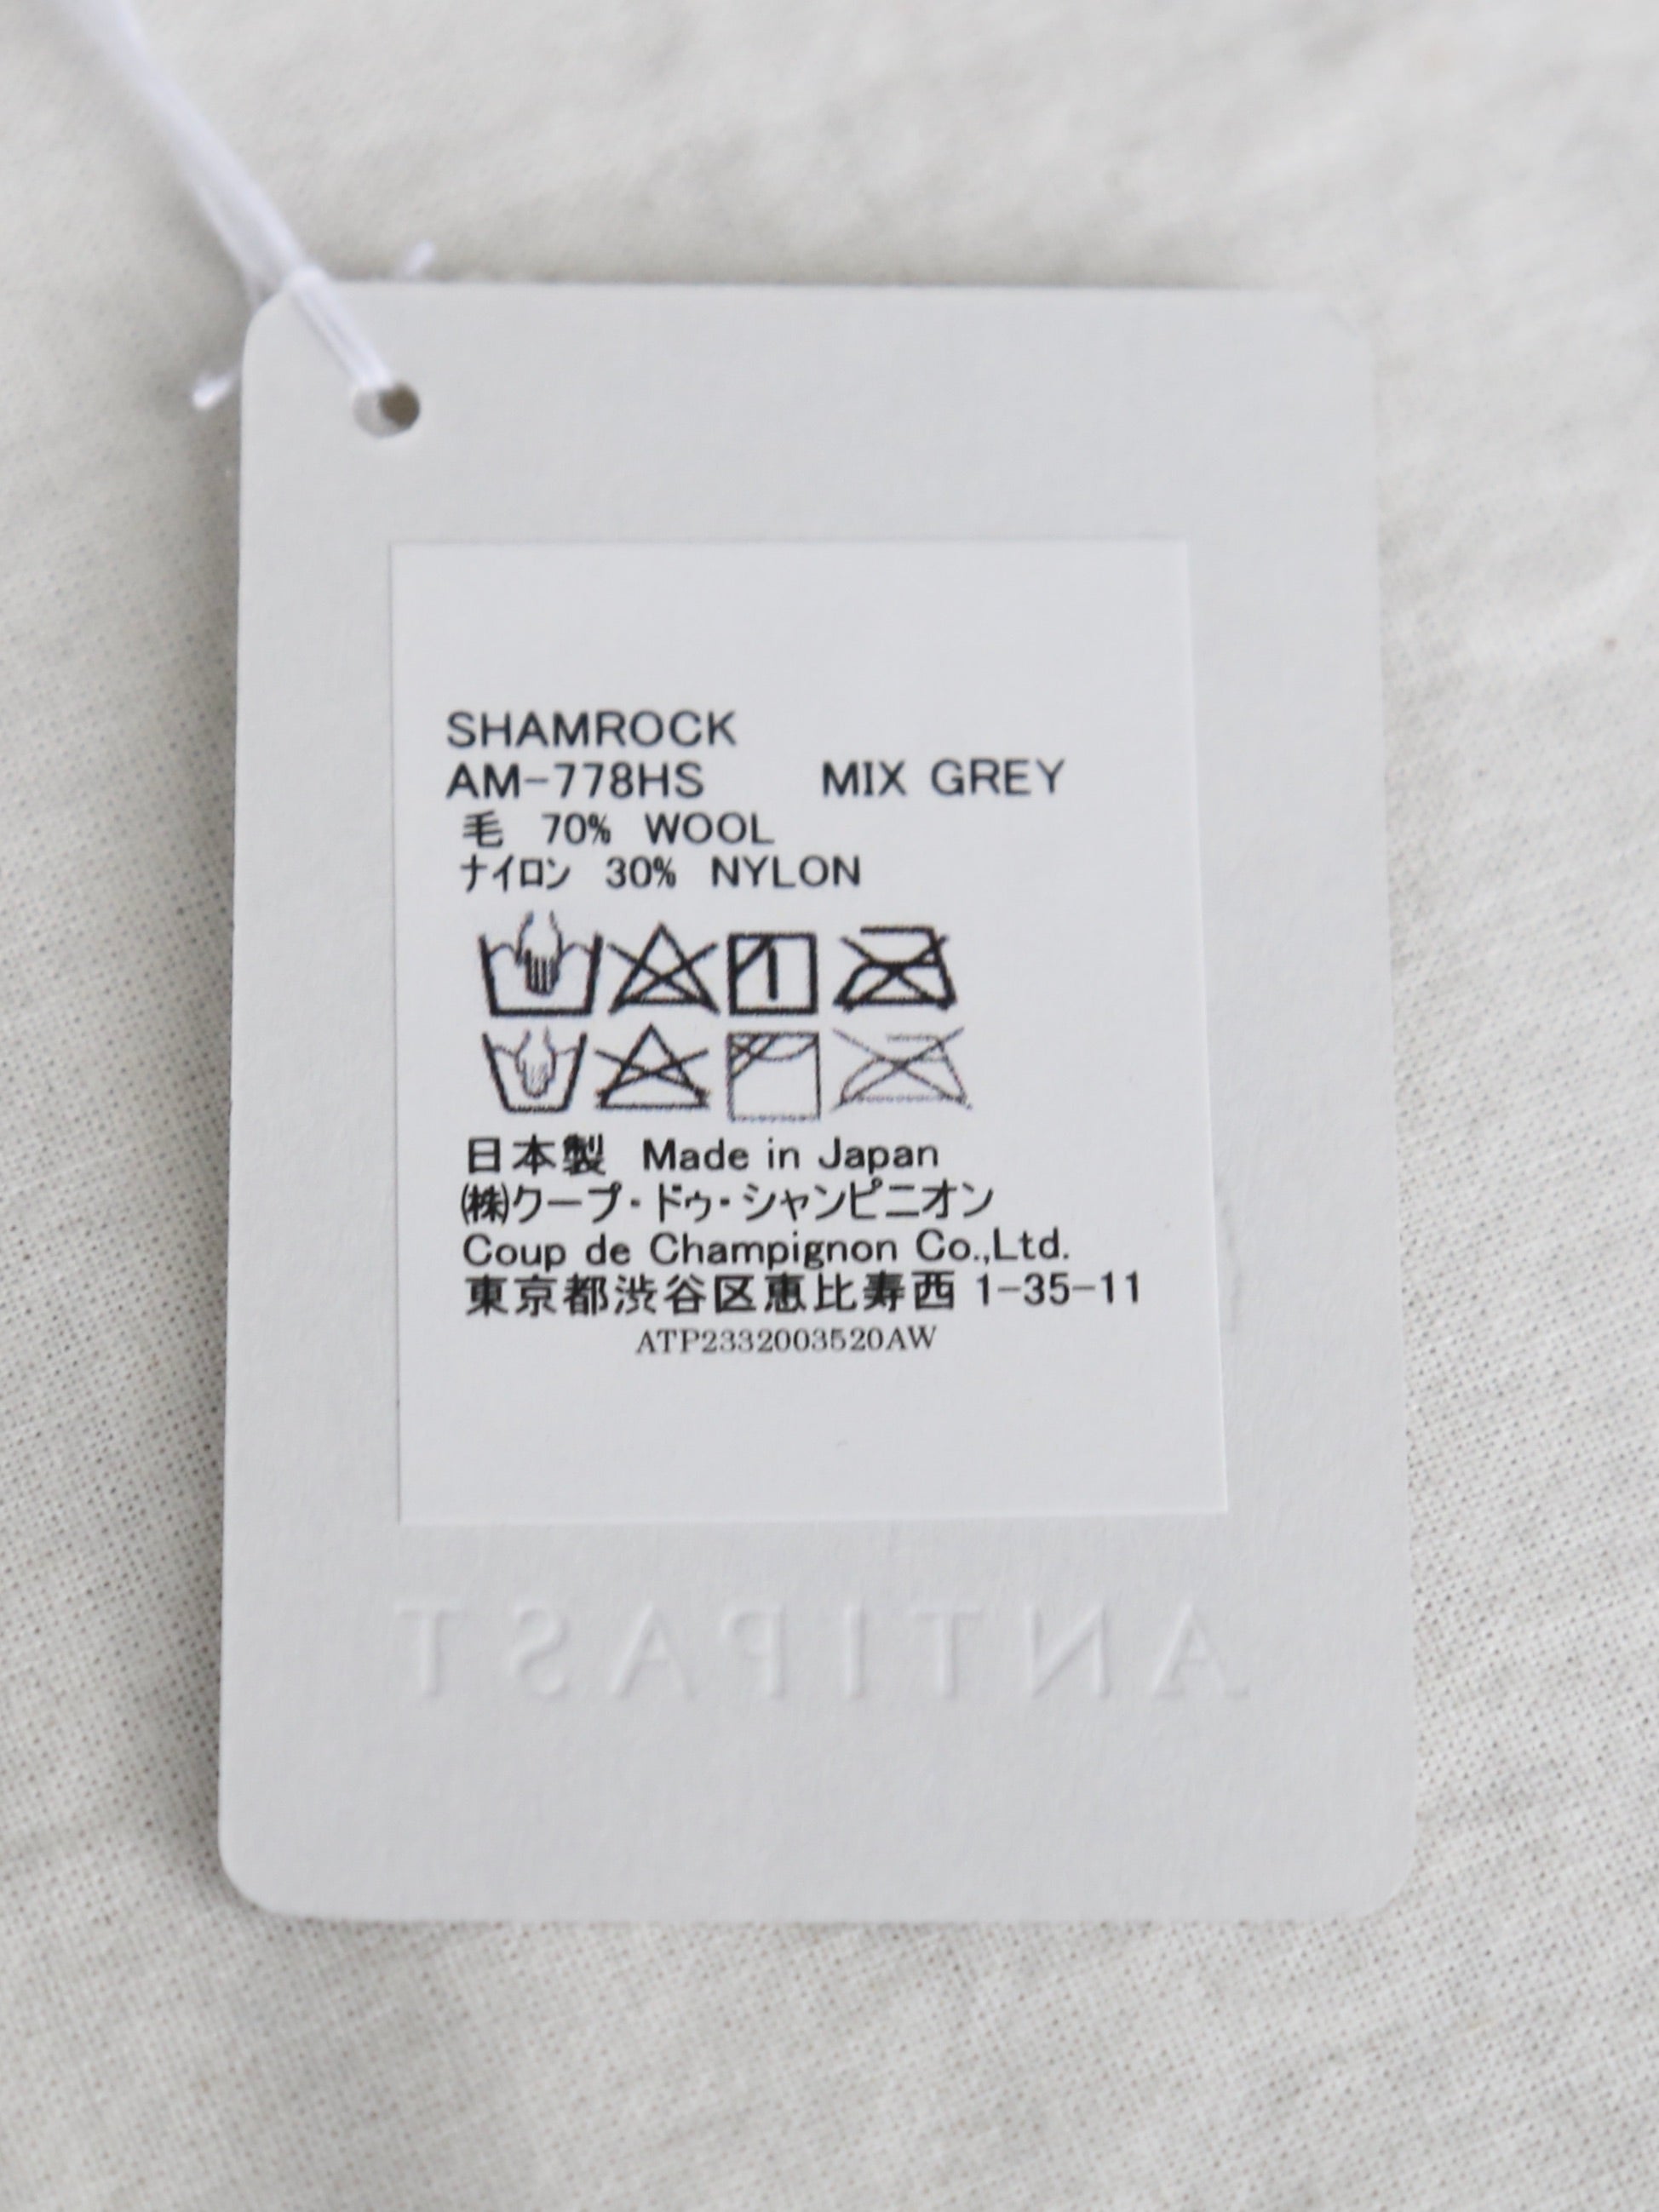 SHAMROCK
AM-778HS MIX GREY
毛 70% WOOL
ナイロン 30% NYLON
日本製 Made in Japan
㈱クープ・ドゥ・シャンピニオン
Coup de Champignon Co.,Ltd.
東京都渋谷区恵比寿西 1-35-11
ATP2332003520AW
ANTIPAST